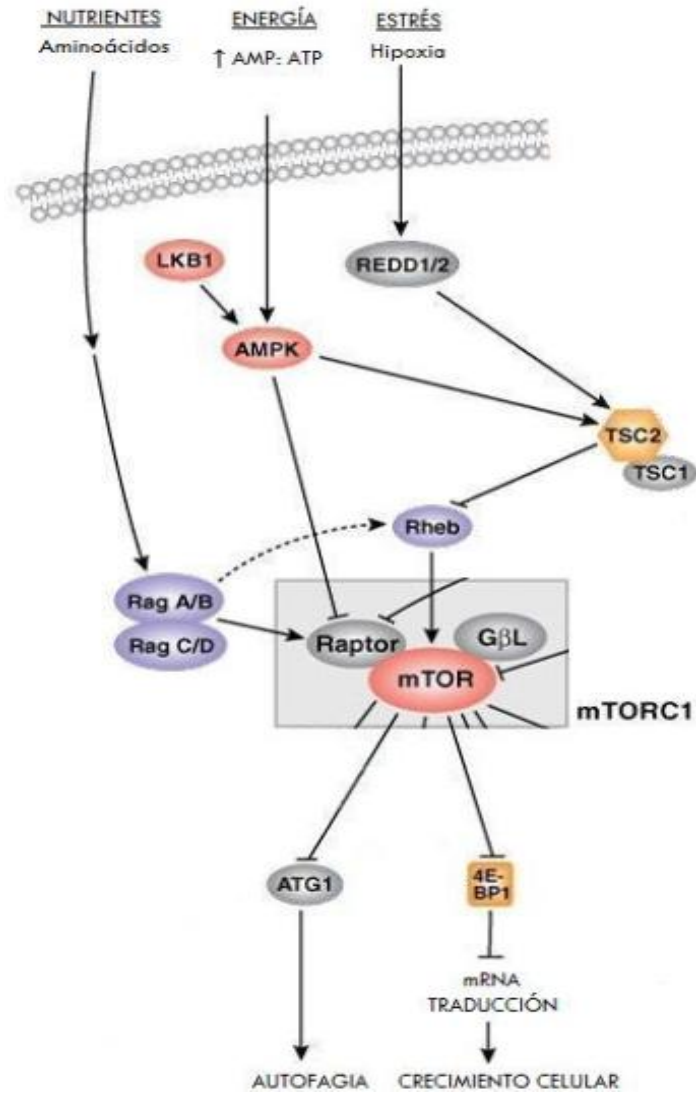 NUTRIENTES
Aminoácidos
ENERGÍA
↑ AMP: ATP
ESTRÉS
Hipoxia
LKB1
REDD1/2
AMPK
TSC2
TSC1
Rheb
Rag A/B
Rag C/D
Raptor
GβL
mTOR
mTORC1
ATG1
4E-
BP1
mRNA
TRADUCCIÓN
AUTOFAGIA
CRECIMIENTO CELULAR